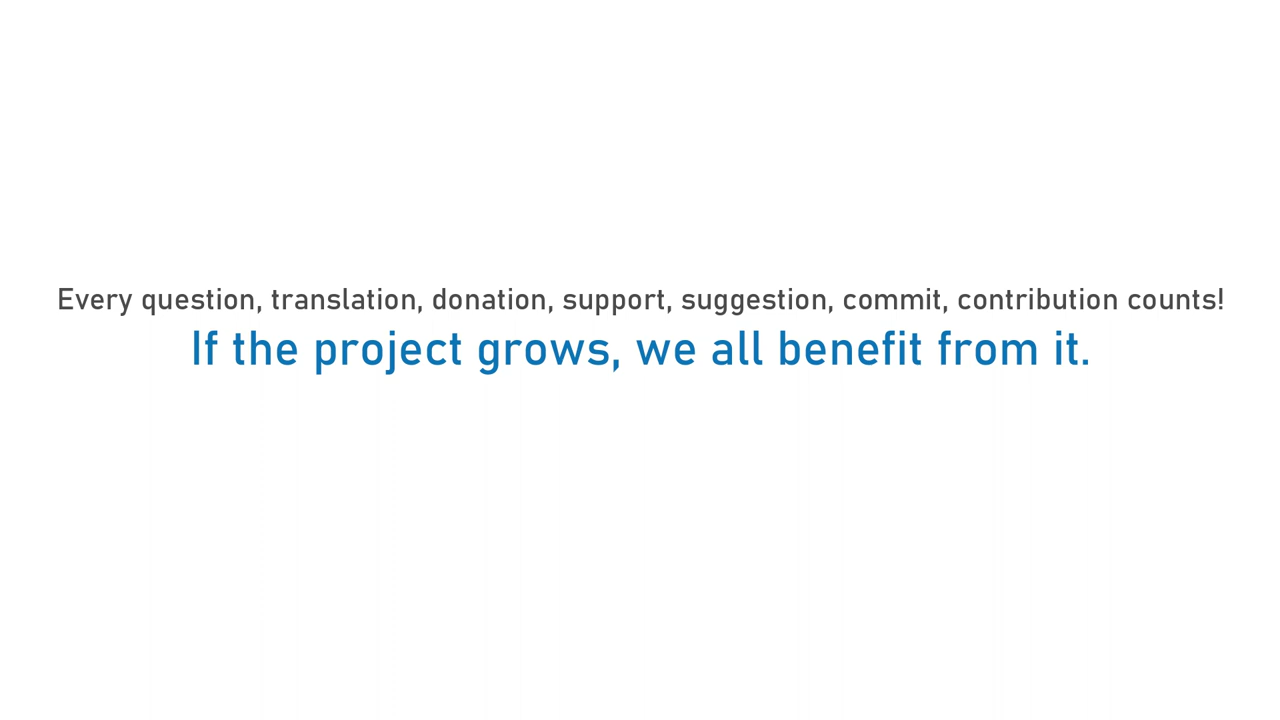 Every question, translation, donation, support, suggestion, commit, contribution counts!
If the project grows, we all benefit from it.